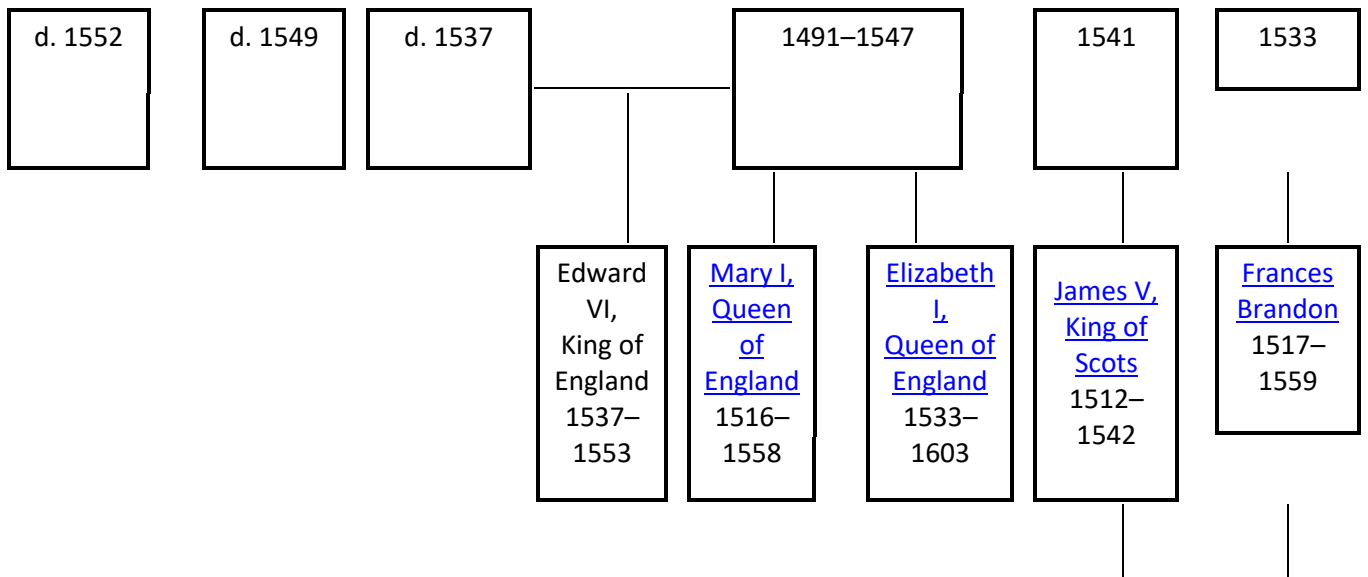 d. 1552
d. 1549
d. 1537
1491–1547
1541
1533
Edward
VI,
King of
England
1537–
1553
Mary I,
Queen
of
England
1516–
1558
Elizabeth
I,
Queen of
England
1533–
1603
James V,
King of
Scots
1512–
1542
Frances
Brandon
1517–
1559